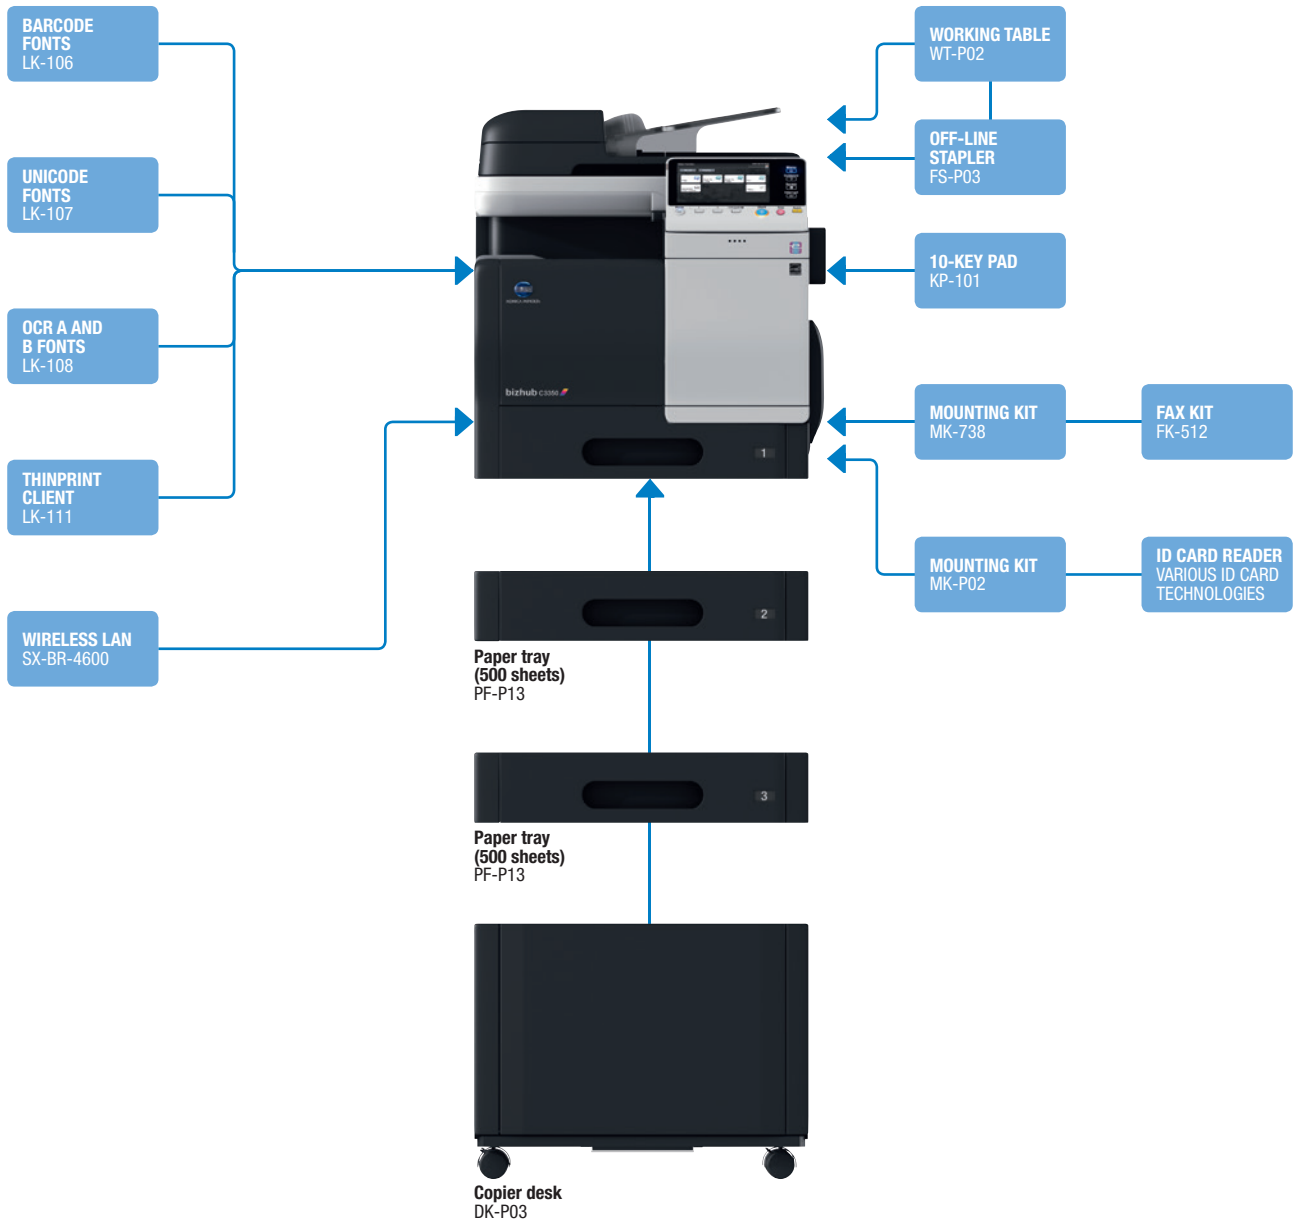 BARCODE
FONTS
LK-106
UNICODE
FONTS
LK-107
OCR A AND
B FONTS
LK-108
THINPRINT
CLIENT
LK-111
WIRELESS LAN
SX-BR-4600
KONICA MINOLTA
bizhub C3350
1
2
Paper tray
(500 sheets)
PF-P13
3
Paper tray
(500 sheets)
PF-P13
Copier desk
DK-P03
WORKING TABLE
WT-P02
OFF-LINE
STAPLER
FS-P03
10-KEY PAD
KP-101
MOUNTING KIT
MK-738
FAX KIT
FK-512
MOUNTING KIT
MK-P02
ID CARD READER
VARIOUS ID CARD
TECHNOLOGIES